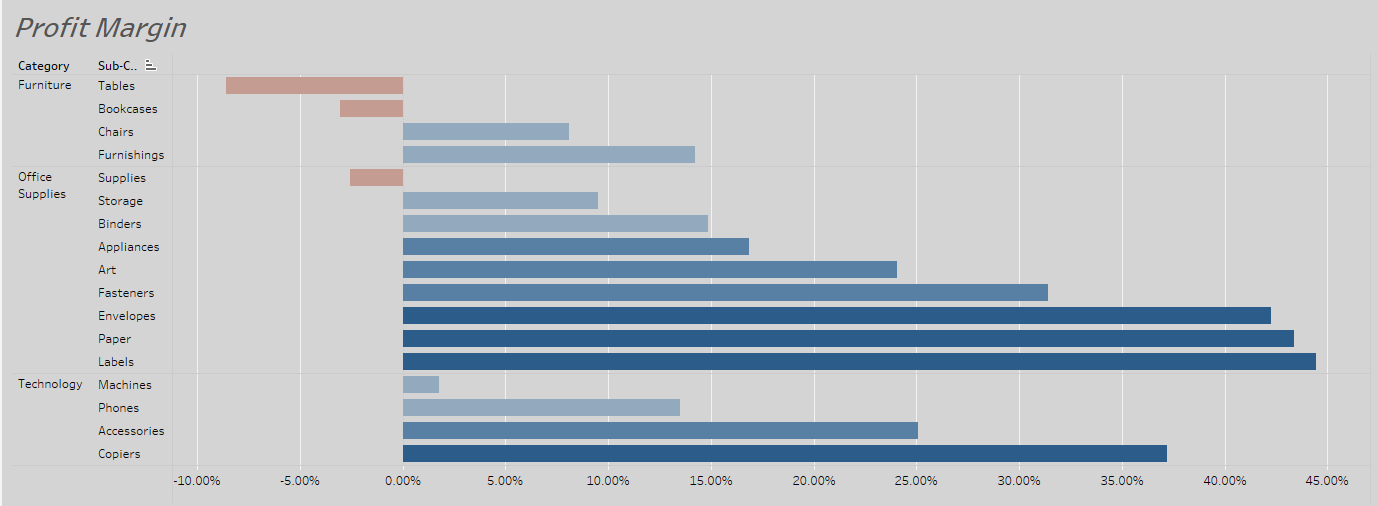 Profit Margin
Category Sub-C..
Furniture Tables
Bookcases
Chairs
Furnishings
Office Supplies
Supplies
Storage
Binders
Appliances
Art
Fasteners
Envelopes
Paper
Labels
Technology Machines
Phones
Accessories
Copiers
-10.00% -5.00% 0.00% 5.00% 10.00% 15.00% 20.00% 25.00% 30.00% 35.00% 40.00% 45.00%